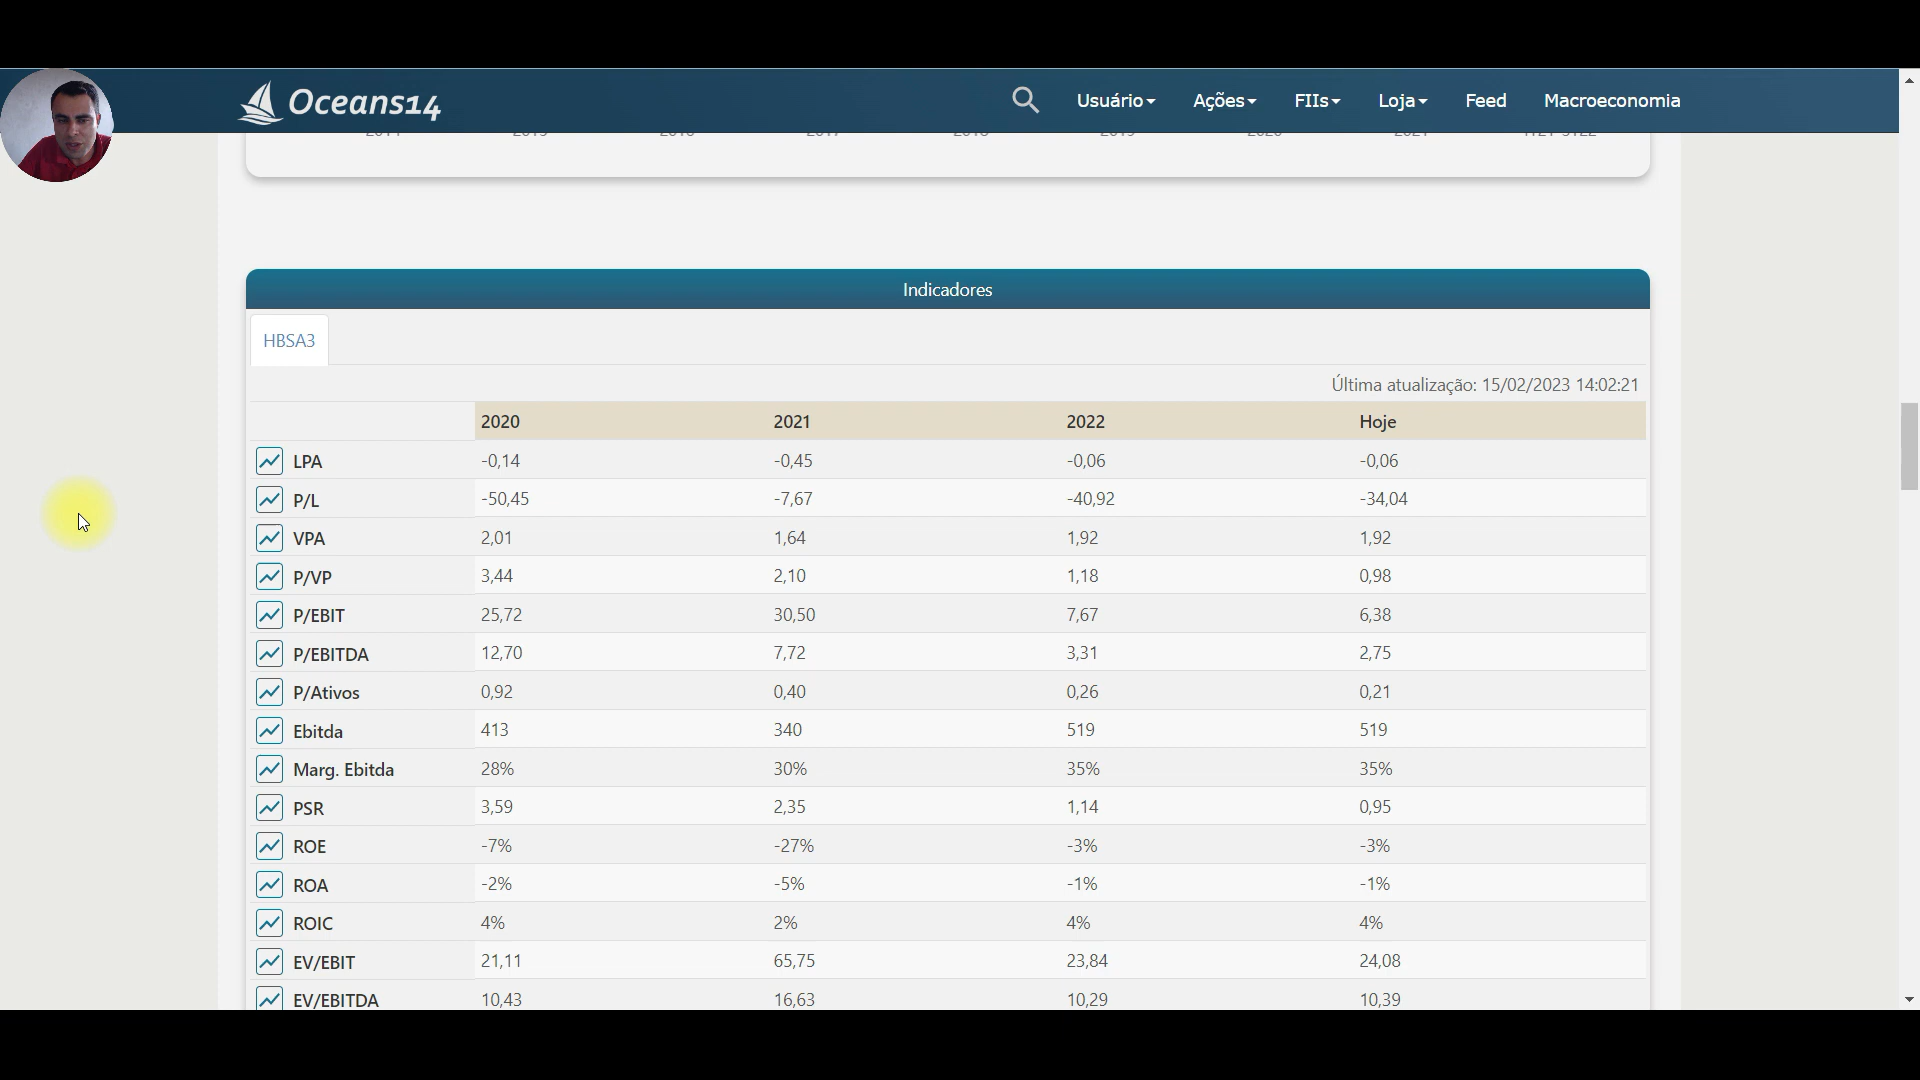 Oceans14
Usuário Ações FIIs Loja Feed Macroeconomia
Indicadores
HBSA3
Última atualização: 15/02/2023 14:02:21
2020 2021 2022 Hoje
LPA -0,14 -0,45 -0,06 -0,06
P/L -50,45 -7,67 -40,92 -34,04
VPA 2,01 1,64 1,92 1,92
P/VP 3,44 2,10 1,18 0,98
P/EBIT 25,72 30,50 7,67 6,38
P/EBITDA 12,70 7,72 3,31 2,75
P/Ativos 0,92 0,40 0,26 0,21
Ebitda 413 340 519 519
Marg. Ebitda 28% 30% 35% 35%
PSR 3,59 2,35 1,14 0,95
ROE -7% -27% -3% -3%
ROA -2% -5% -1% -1%
ROIC 4% 2% 4% 4%
EV/EBIT 21,11 65,75 23,84 24,08
EV/EBITDA 10,43 16,63 10,29 10,39